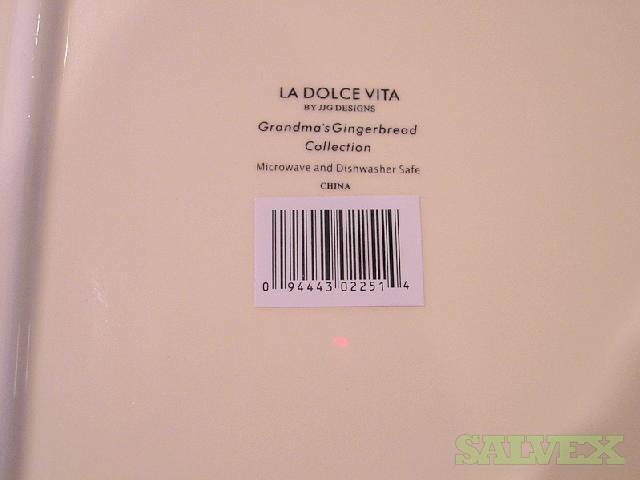 LA DOLCE VITA
BY JJG DESIGNS
Grandma's Gingerbread
Collection
Microwave and Dishwasher Safe
CHINA
0 94443 02251 4
SALVEX